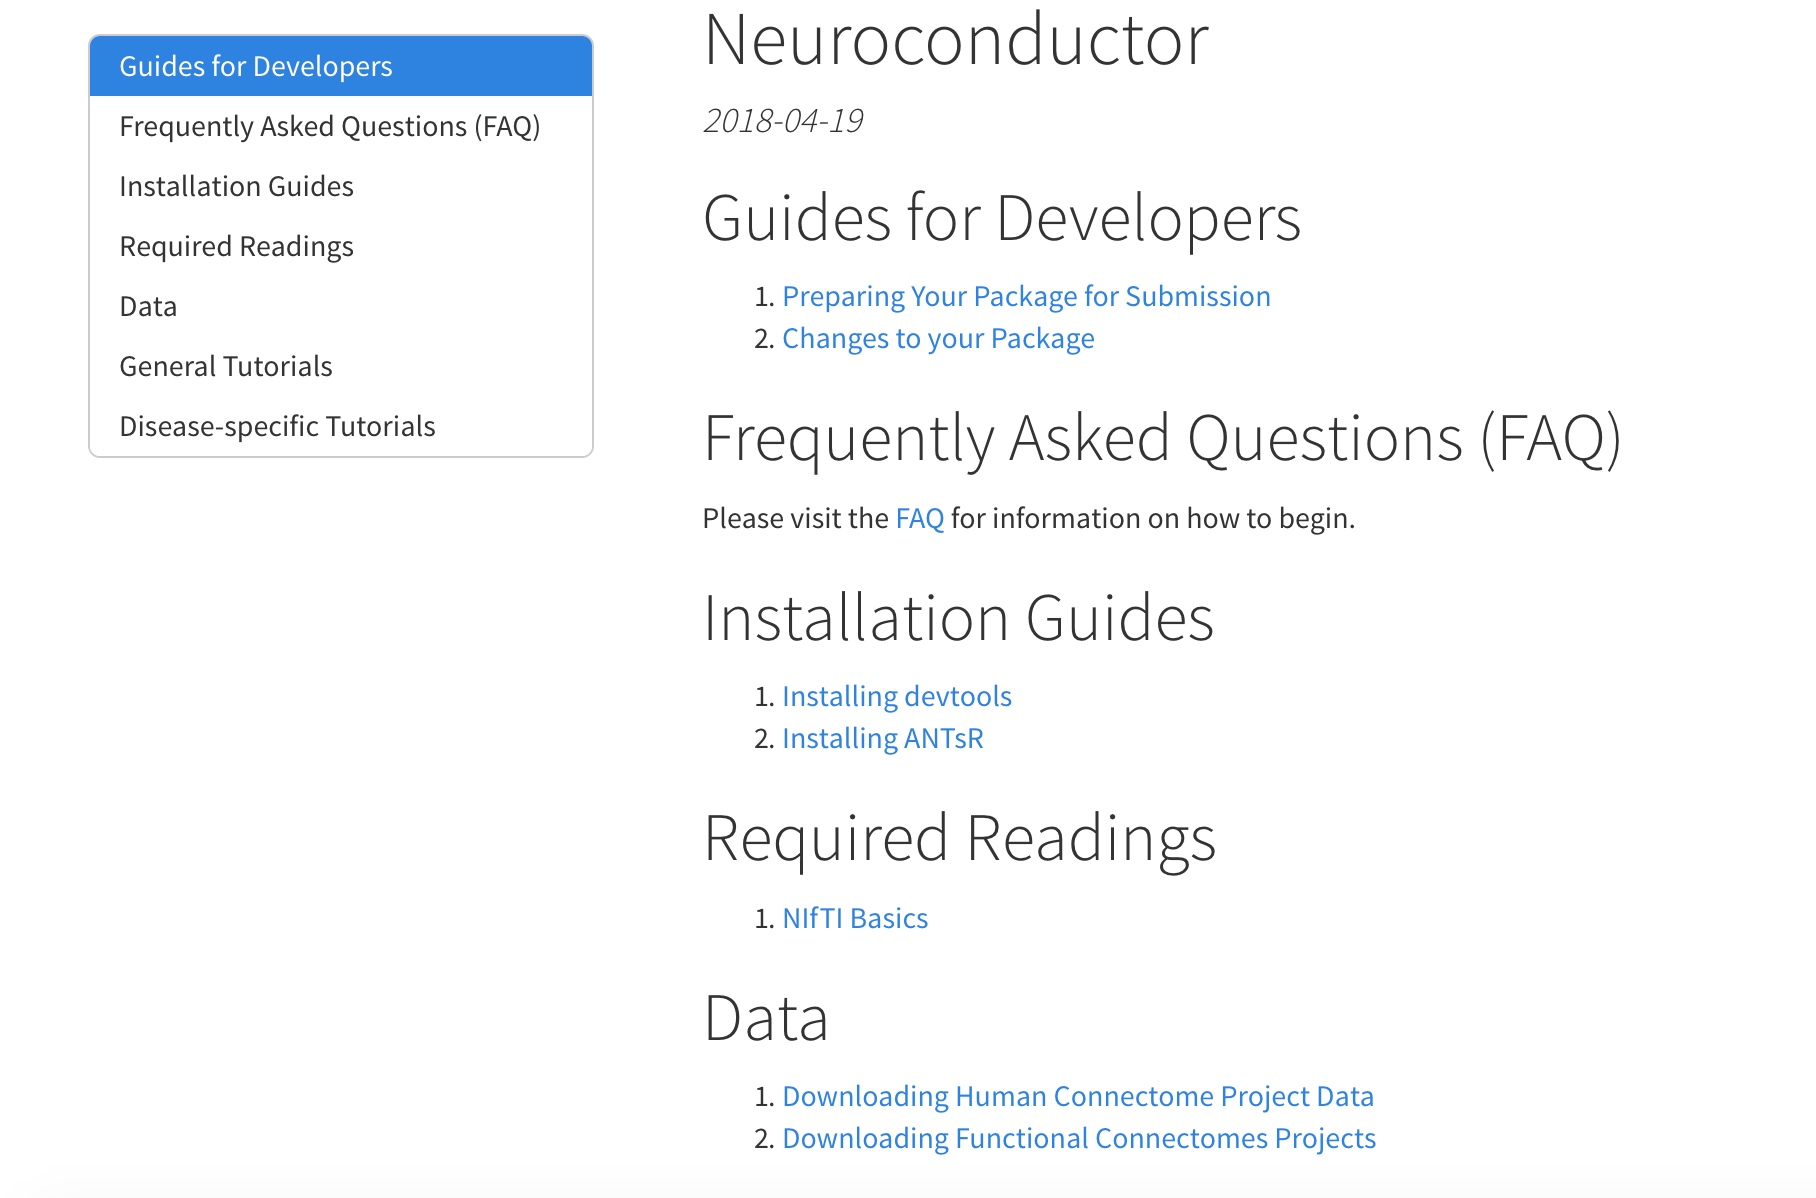 Guides for Developers
Frequently Asked Questions (FAQ)
Installation Guides
Required Readings
Data
General Tutorials
Disease-specific Tutorials
Neuroconductor
2018-04-19
Guides for Developers
1. Preparing Your Package for Submission
2. Changes to your Package
Frequently Asked Questions (FAQ)
Please visit the FAQ for information on how to begin.
Installation Guides
1. Installing devtools
2. Installing ANTsR
Required Readings
1. NIfTI Basics
Data
1. Downloading Human Connectome Project Data
2. Downloading Functional Connectomes Projects